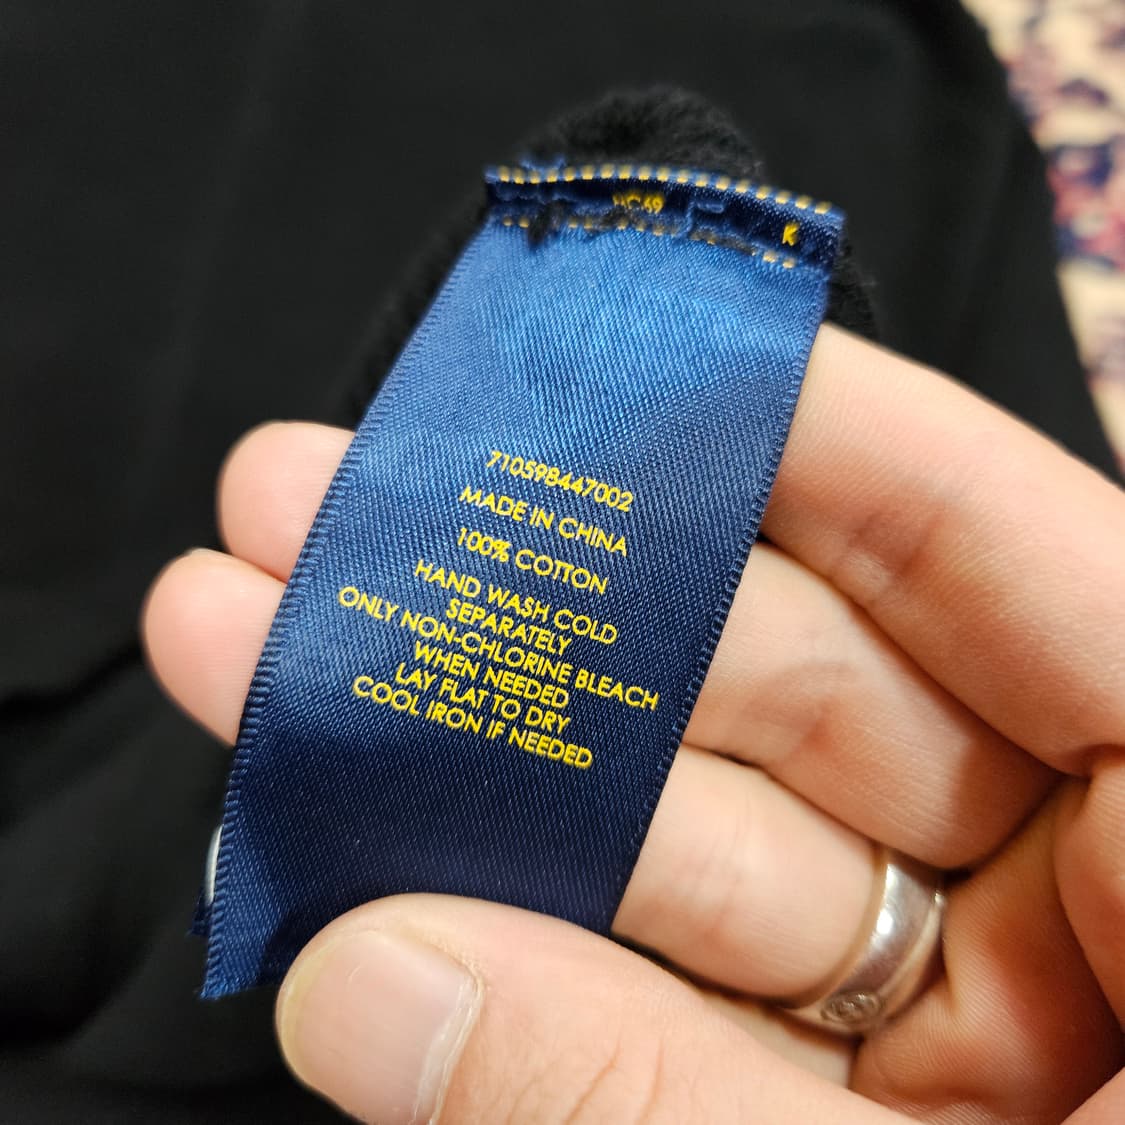 K
710598447002
MADE IN CHINA
100% COTTON
HAND WASH COLD
SEPARATELY
ONLY NON-CHLORINE BLEACH
WHEN NEEDED
LAY FLAT TO DRY
COOL IRON IF NEEDED